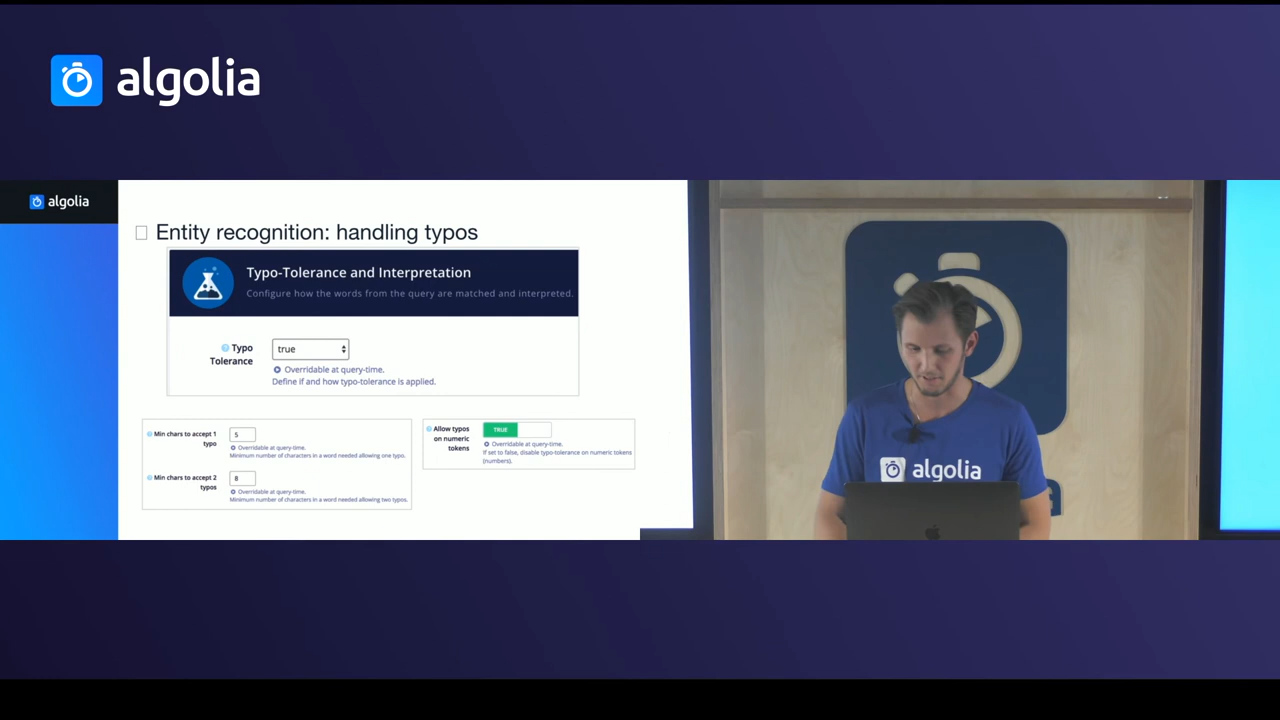 algolia
algolia
Entity recognition: handling typos
Typo-Tolerance and Interpretation
Configure how the words from the query are matched and interpreted.
Typo
Tolerance
true
Overridable at query-time.
Define if and how typo-tolerance is applied.
Min chars to accept 1
typo
5
Overridable at query-time.
Minimum number of characters in a word needed allowing one typo.
Min chars to accept 2
typos
8
Overridable at query-time.
Minimum number of characters in a word needed allowing two typos.
Allow typos
on numeric
tokens
TRUE
Overridable at query-time.
If set to false, disable typo-tolerance on numeric tokens
(numbers).
algolia